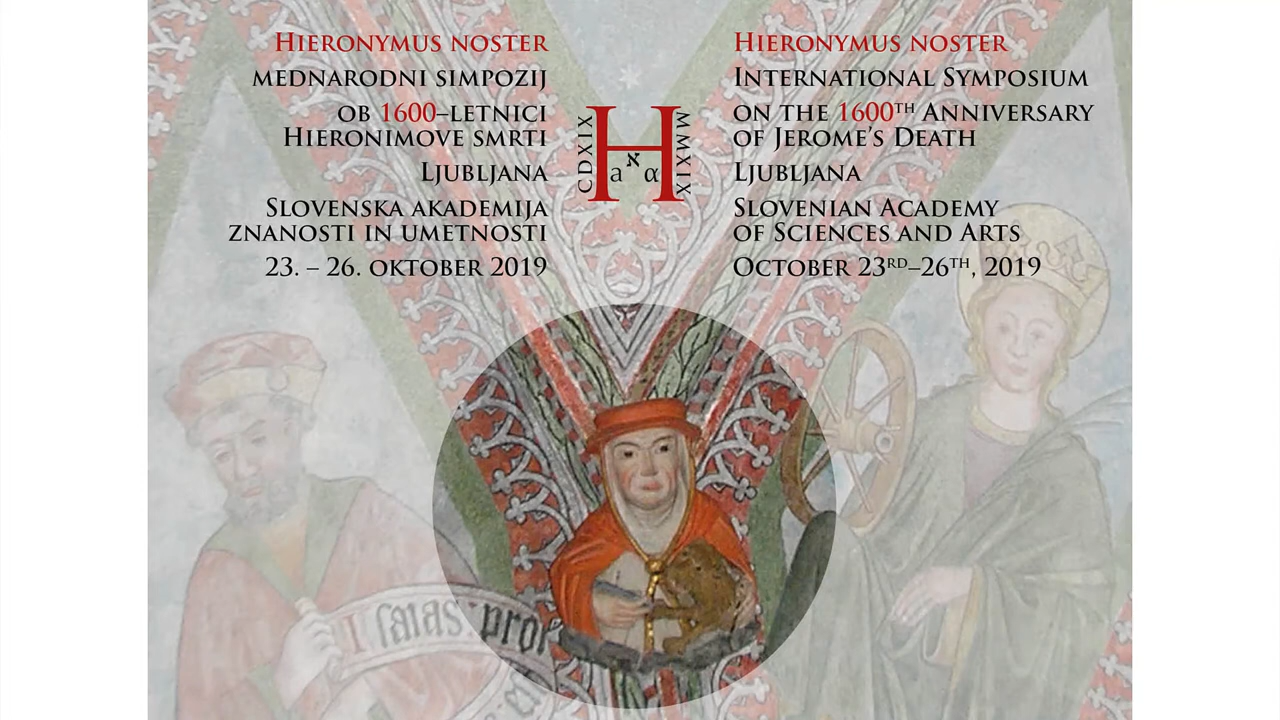 HIERONYMUS NOSTER
MEDNARODNI SIMPOZIJ
OB 1600–LETNICI
HIERONIMOVE SMRTI
LJUBLJANA
SLOVENSKA AKADEMIJA
ZNANOSTI IN UMETNOSTI
23. – 26. OKTOBER 2019
CDXIX
H
a א α
MMXIX
HIERONYMUS NOSTER
INTERNATIONAL SYMPOSIUM
ON THE 1600TH ANNIVERSARY
OF JEROME’S DEATH
LJUBLJANA
SLOVENIAN ACADEMY
OF SCIENCES AND ARTS
OCTOBER 23RD–26TH, 2019
Isaias: prop